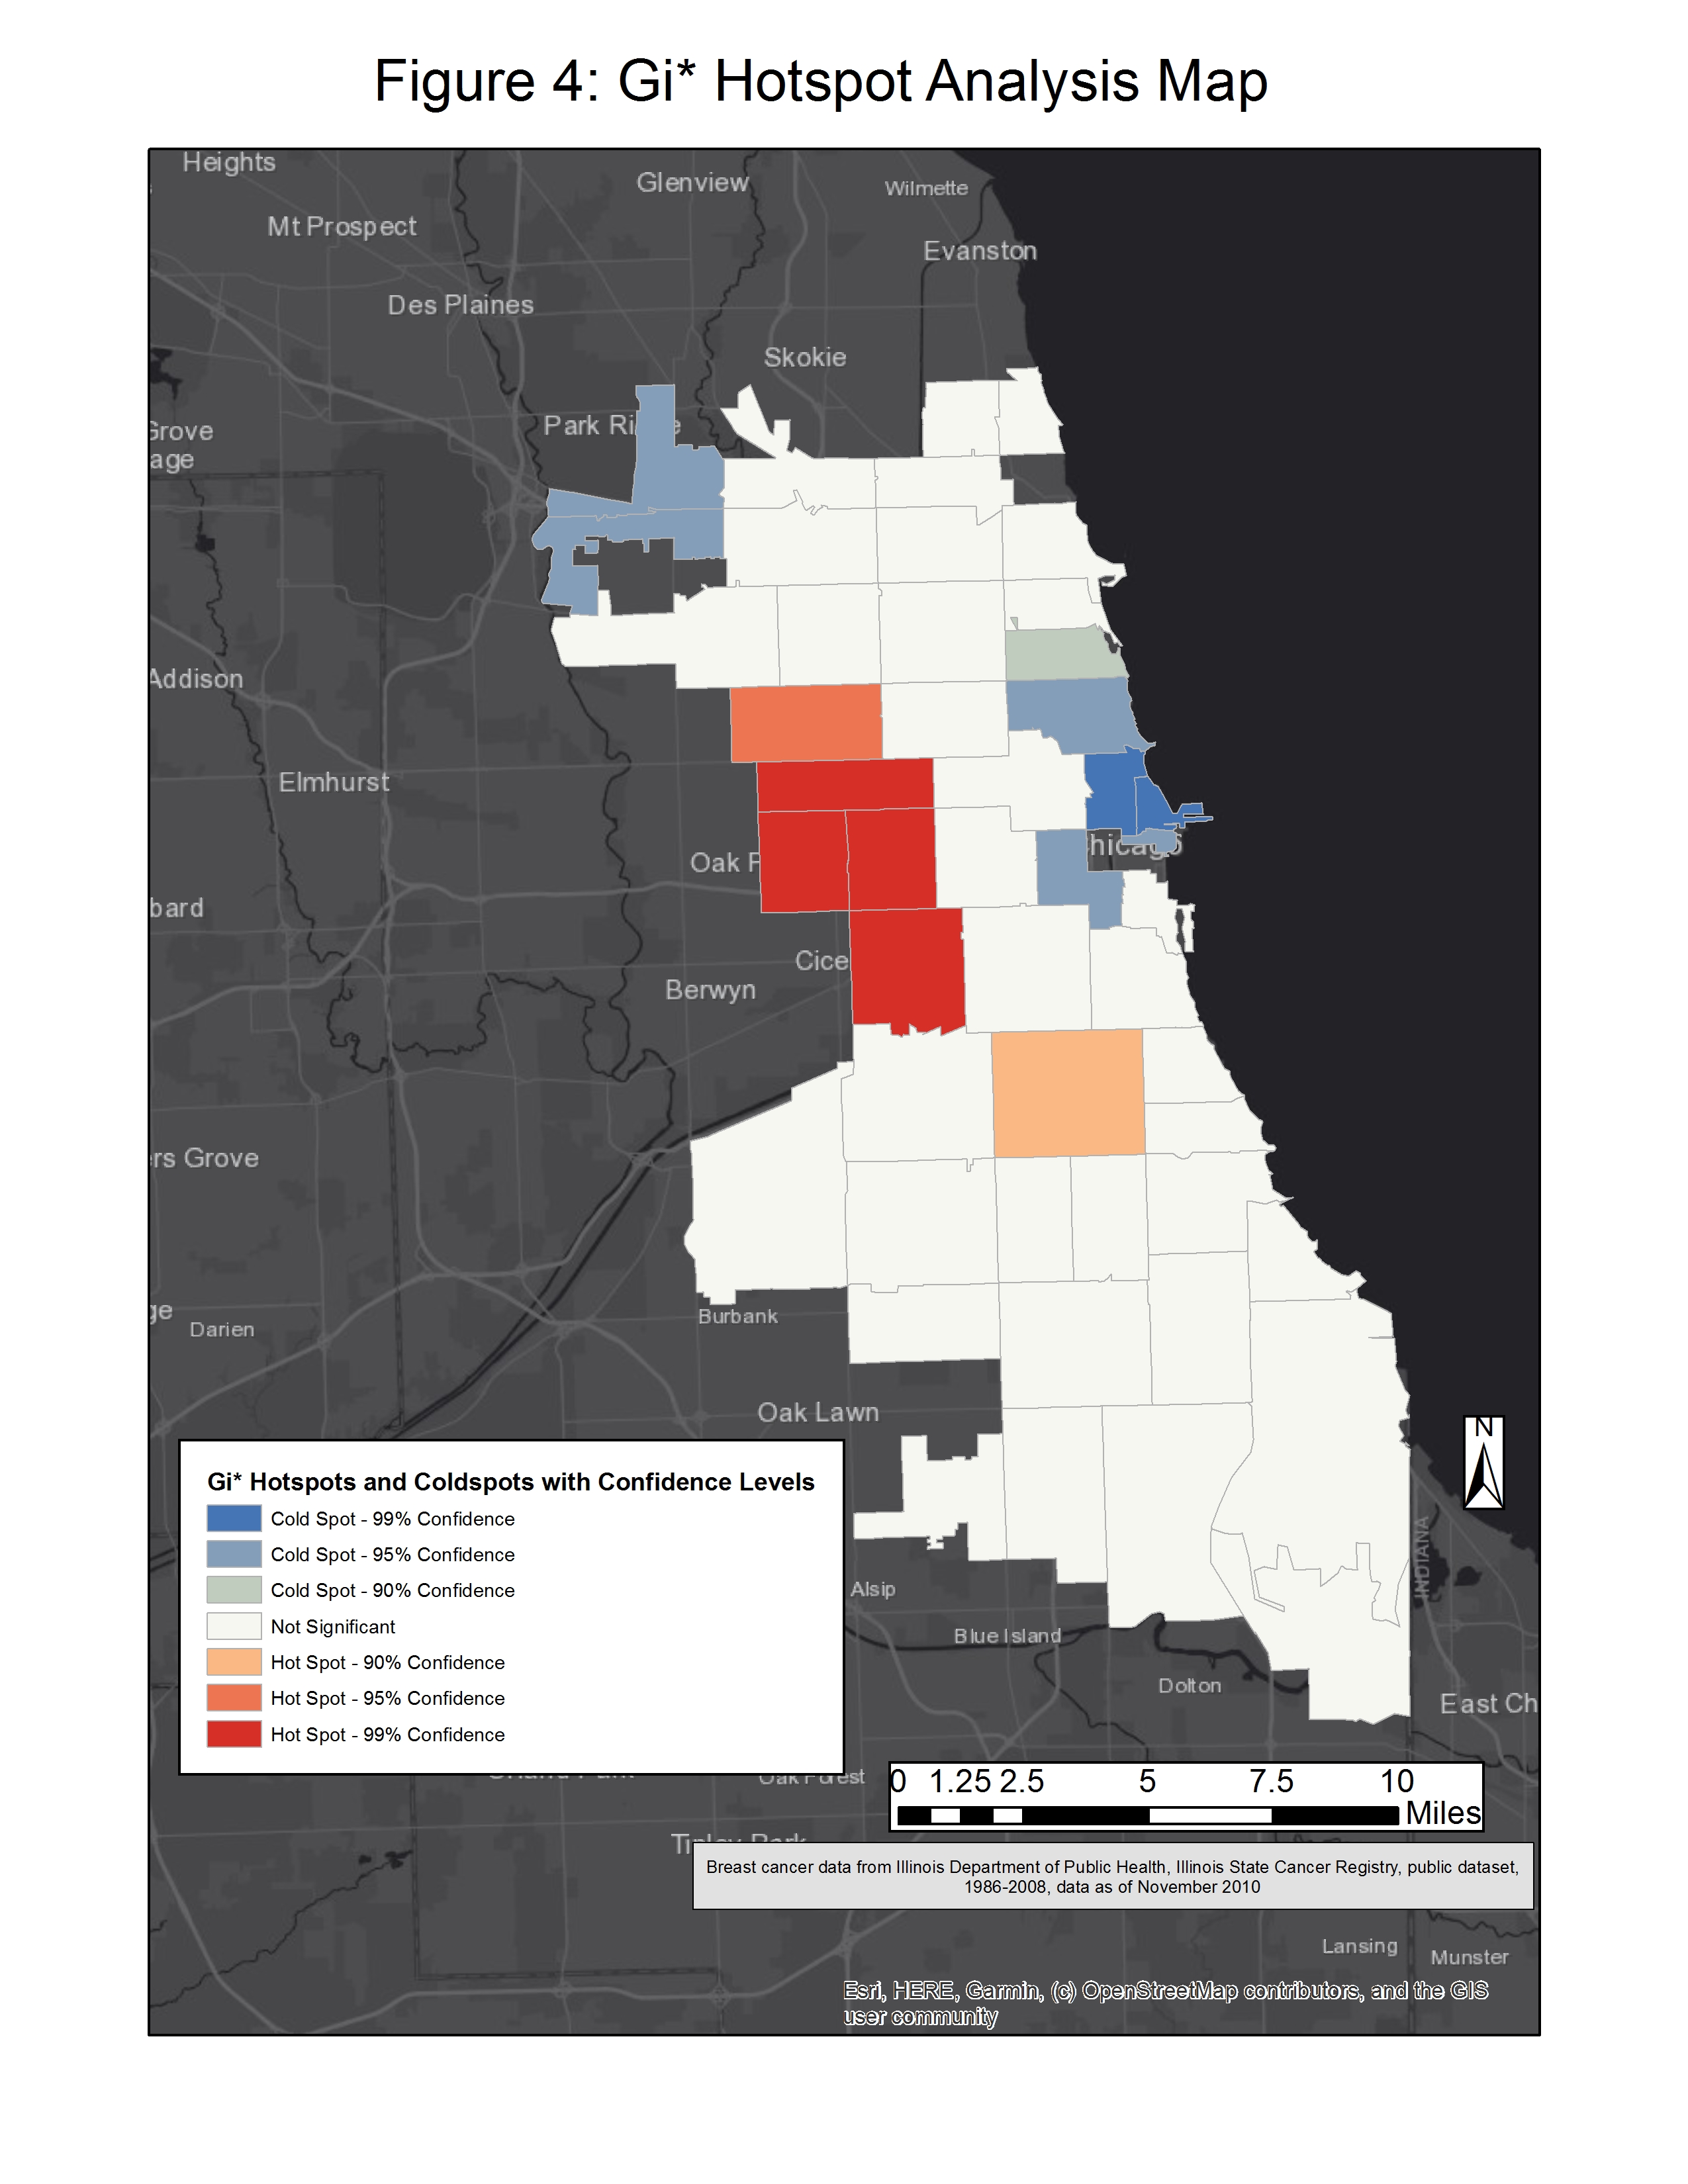 Figure 4: Gi* Hotspot Analysis Map
Heights
Glenview
Wilmette
Mt Prospect
Evanston
Des Plaines
Skokie
Park Ri e
Grove
age
Addison
Elmhurst
hicago
Oak P
bard
Cice
Berwyn
ers Grove
ge
Darien
Burbank
Oak Lawn
N
Gi* Hotspots and Coldspots with Confidence Levels
Cold Spot - 99% Confidence
Cold Spot - 95% Confidence
Cold Spot - 90% Confidence
Not Significant
Hot Spot - 90% Confidence
Hot Spot - 95% Confidence
Hot Spot - 99% Confidence
INDIANA
Alsip
Blue Island
Dolton
East Ch
Oak Forest
0 1.25 2.5 5 7.5 10
Miles
Tinley Park
Breast cancer data from Illinois Department of Public Health, Illinois State Cancer Registry, public dataset,
1986-2008, data as of November 2010
Lansing
Munster
Esri, HERE, Garmin, (c) OpenStreetMap contributors, and the GIS
user community